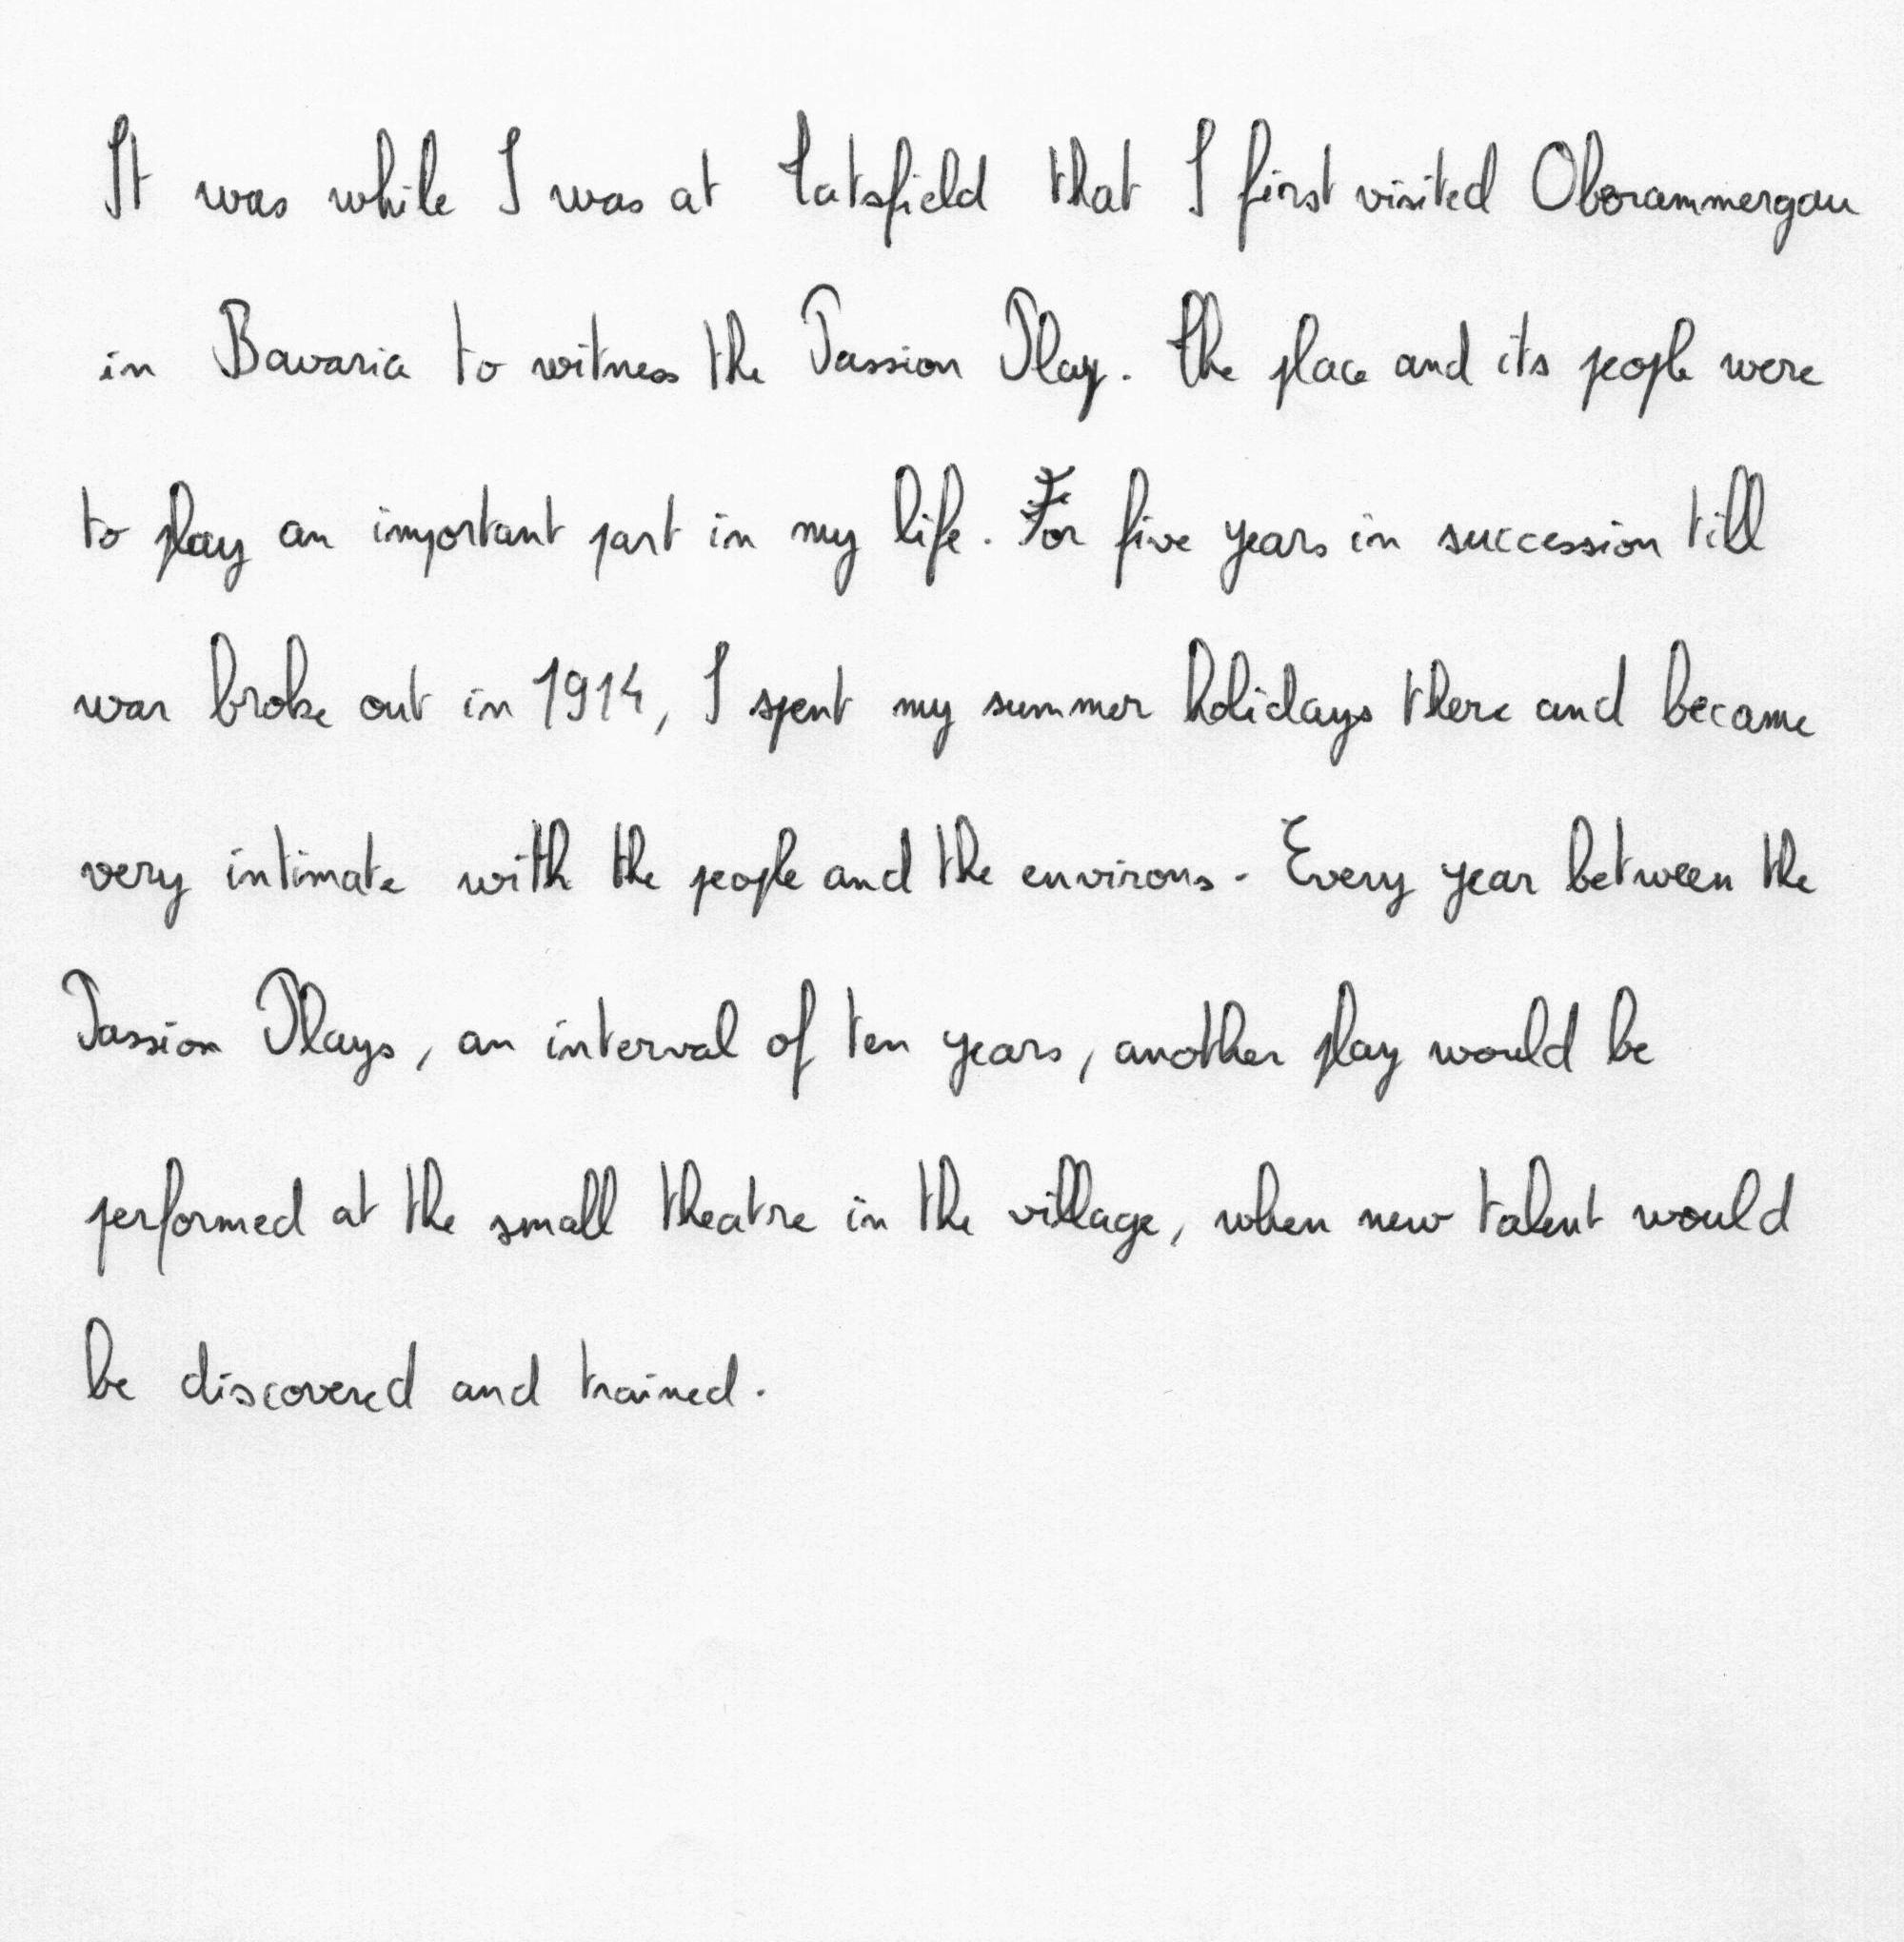 It was while I was at Tatsfield that I first visited Oberammergau
in Bavaria to witness the Passion Play. The place and its people were
to play an important part in my life. For five years in succession till
war broke out in 1914, I spent my summer holidays there and became
very intimate with the people and the environs. Every year between the
Passion Plays, an interval of ten years, another play would be
performed at the small theatre in the village, when new talent would
be discovered and trained.